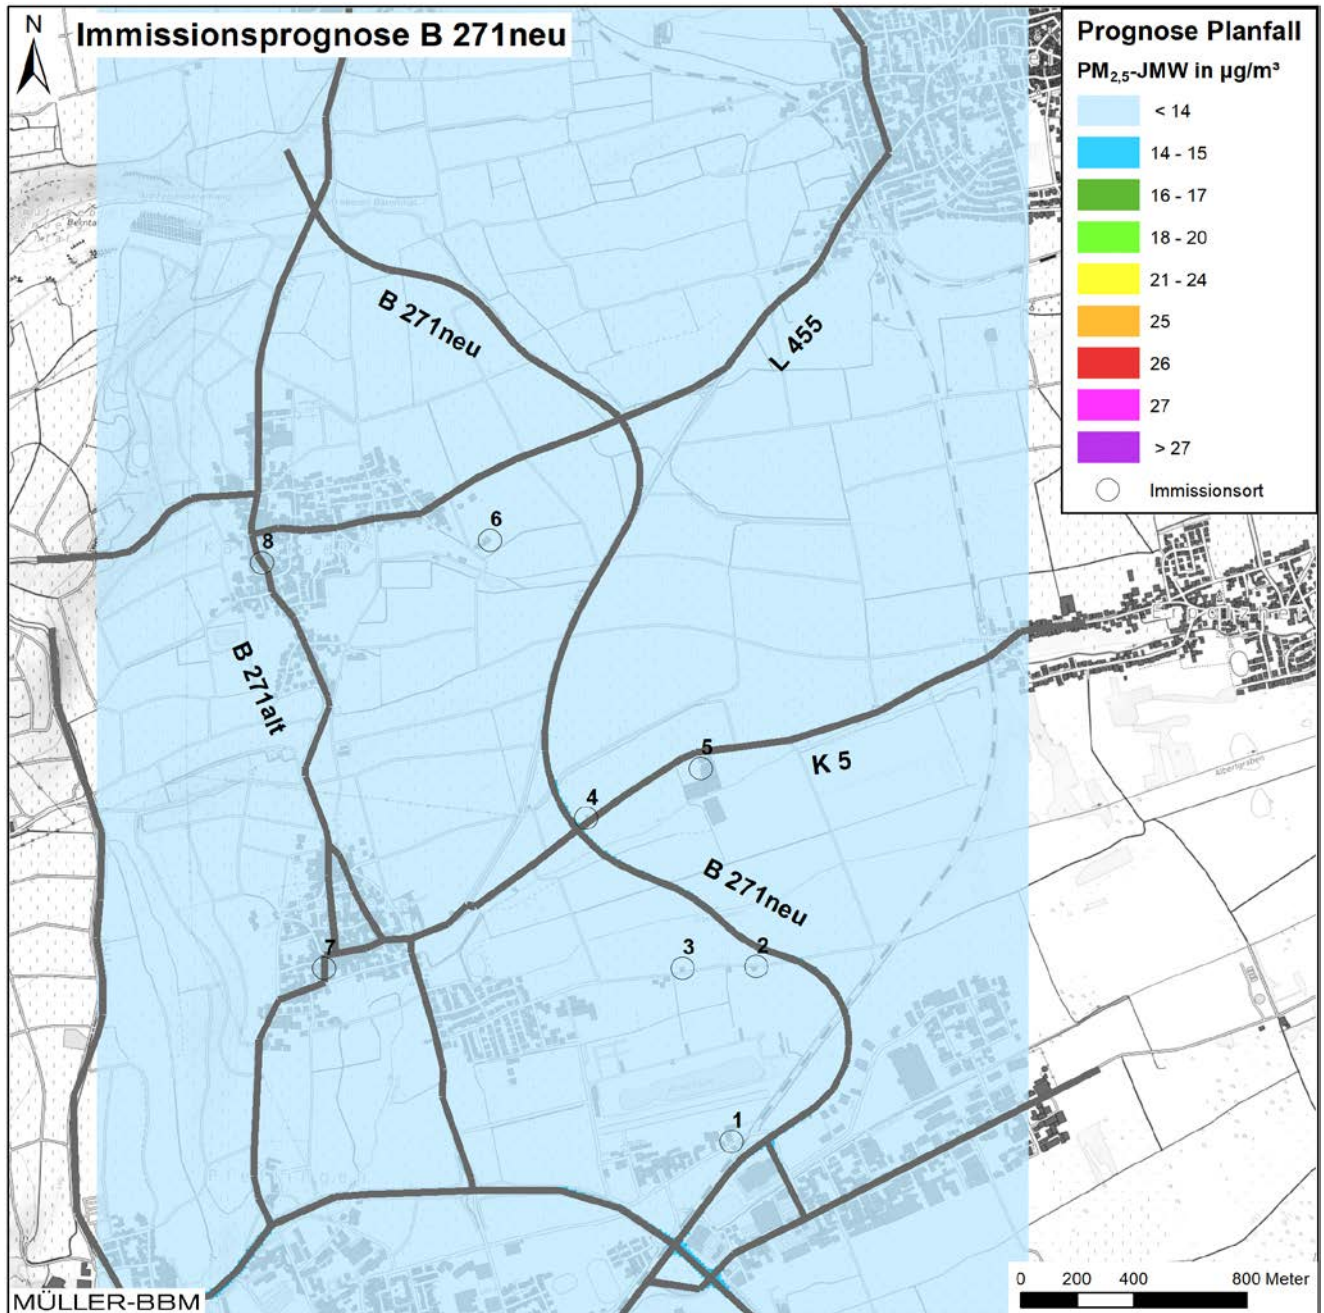 N
Immissionsprognose B 271neu
Prognose Planfall
PM2,5-JMW in µg/m³
< 14
14 - 15
16 - 17
18 - 20
21 - 24
25
26
27
> 27
Immissionsort
B 271neu
L 455
6
8
B 271alt
5
K 5
4
Albertgraben
B 271neu
3
2
7
1
0 200 400 800 Meter
MÜLLER-BBM